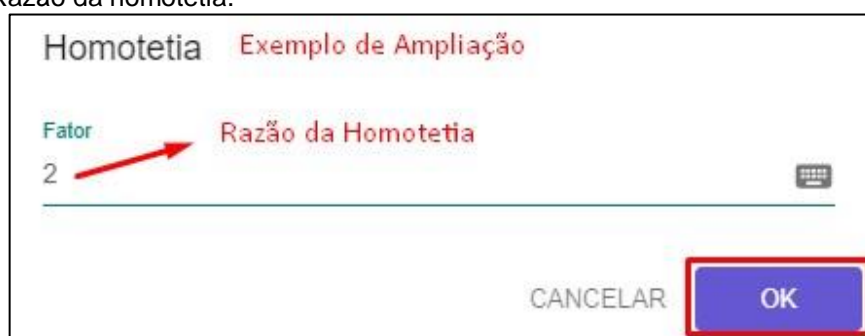 Razão da homotetia.
Homotetia Exemplo de Ampliação
Fator
Razão da Homotetia
2
CANCELAR OK